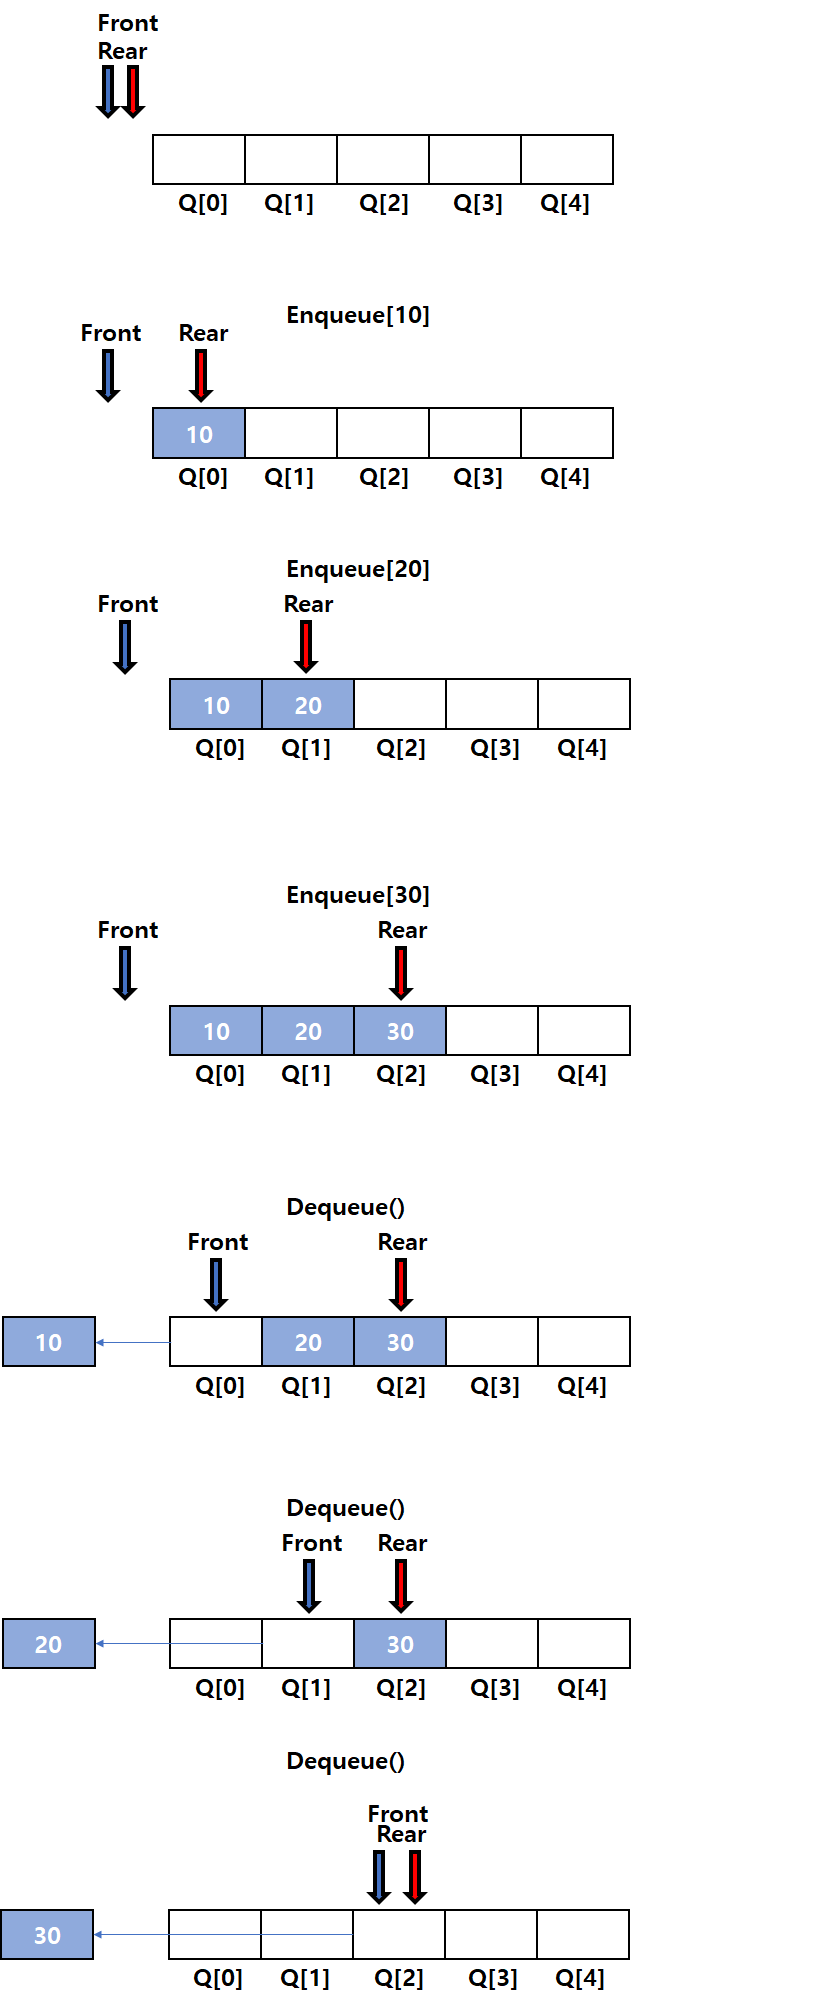 Front
Rear
Q[0] Q[1] Q[2] Q[3] Q[4]
Enqueue[10]
Front Rear
10
Q[0] Q[1] Q[2] Q[3] Q[4]
Enqueue[20]
Front Rear
10 20
Q[0] Q[1] Q[2] Q[3] Q[4]
Enqueue[30]
Front Rear
10 20 30
Q[0] Q[1] Q[2] Q[3] Q[4]
Dequeue()
Front Rear
10 20 30
Q[0] Q[1] Q[2] Q[3] Q[4]
Dequeue()
Front Rear
20 30
Q[0] Q[1] Q[2] Q[3] Q[4]
Dequeue()
Front
Rear
30
Q[0] Q[1] Q[2] Q[3] Q[4]